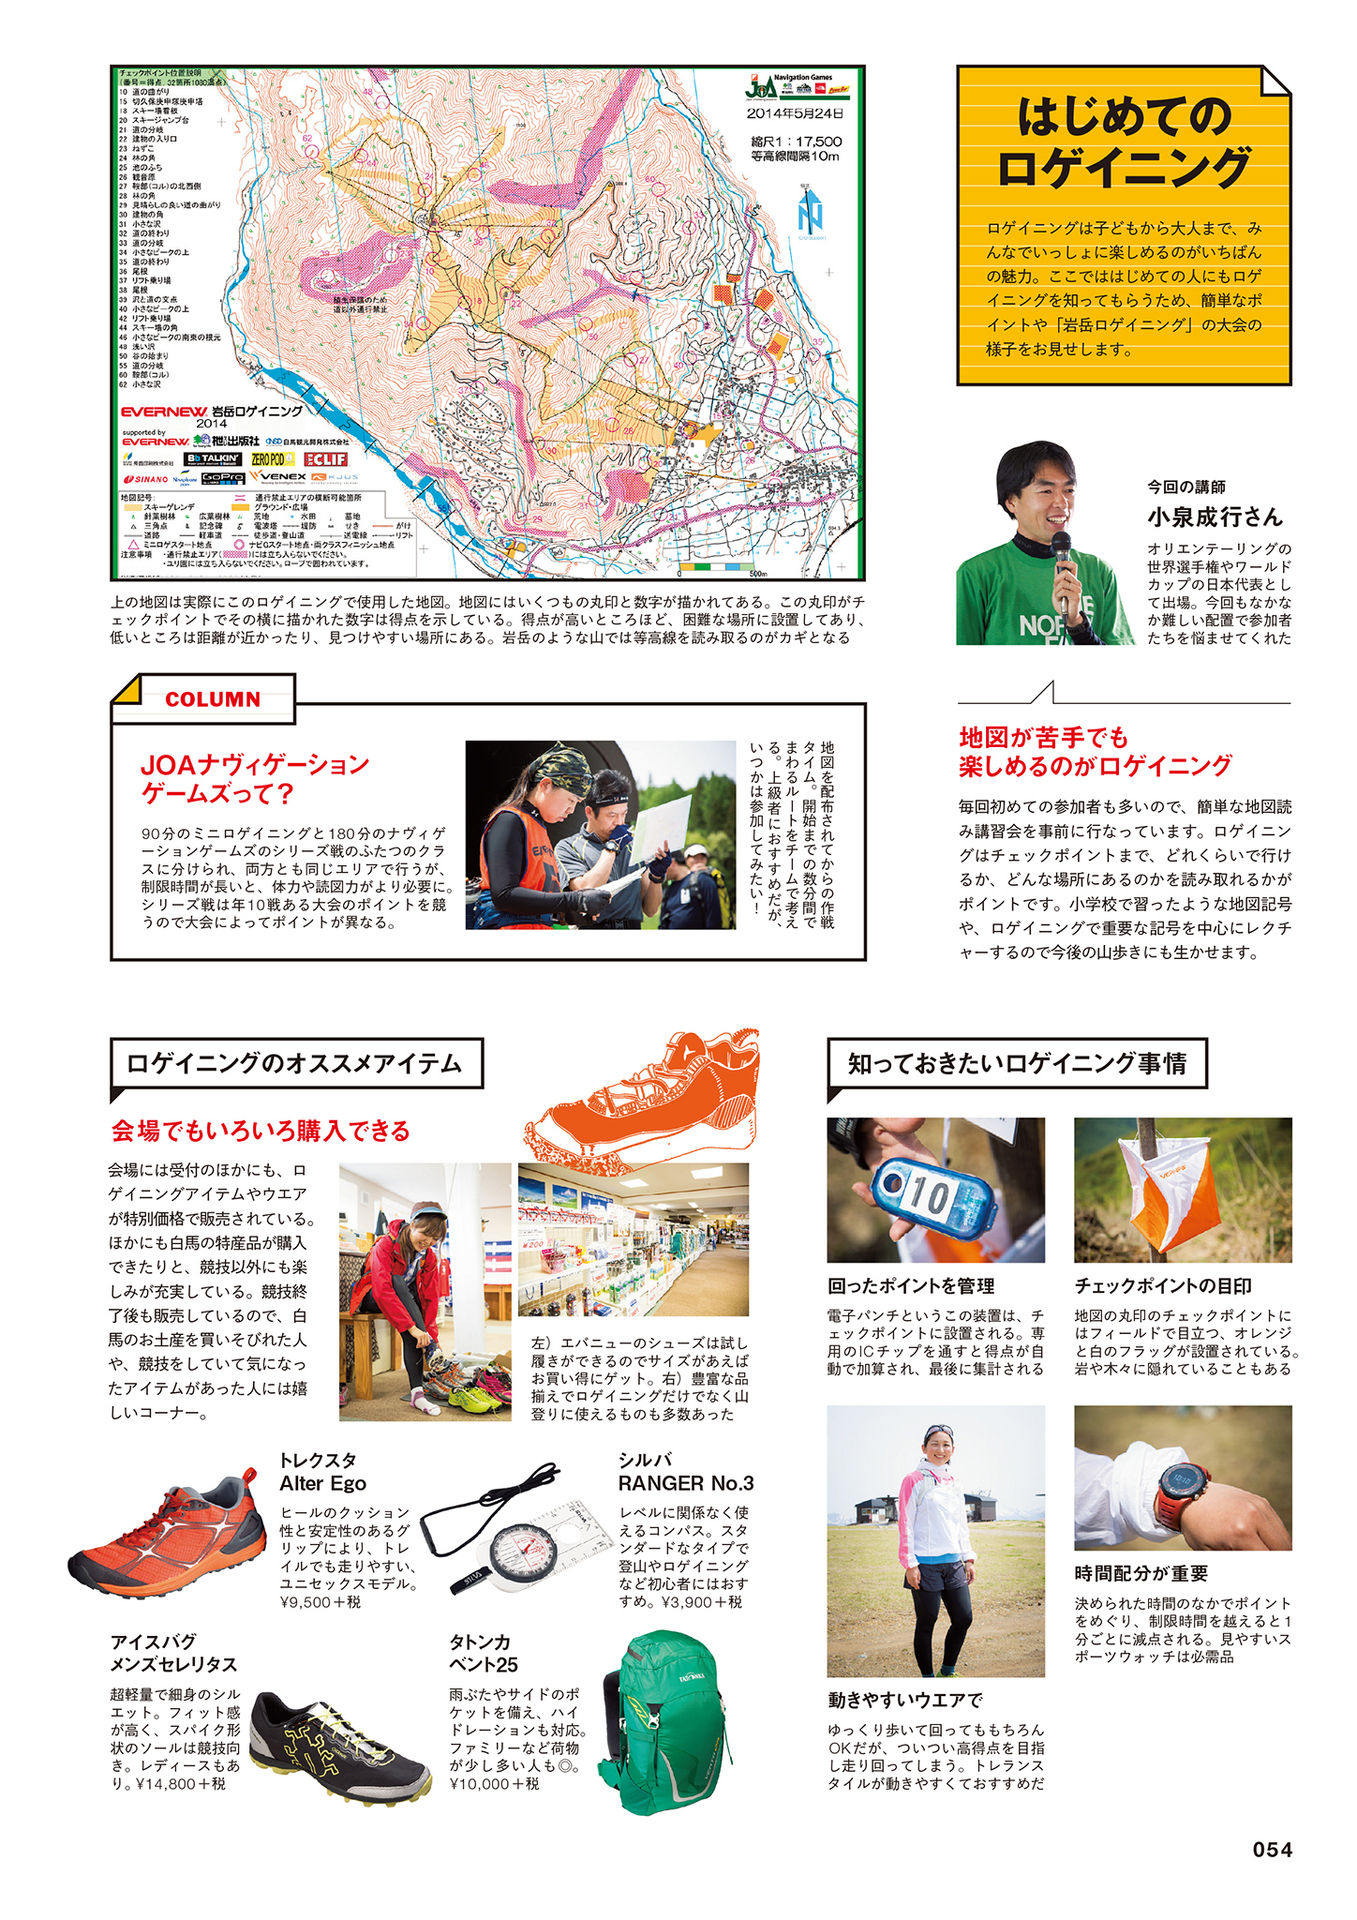 はじめての
ロゲイニング
ロゲイニングは子どもから大人まで、み
んなでいっしょに楽しめるのがいちばん
の魅力。ここでははじめての人にもロゲ
イニングを知ってもらうため、簡単なポ
イントや「岩岳ロゲイニング」の大会の
様子をお見せします。
チェックポイント位置説明
(番号=得点、32箇所1080満点)
10 道の曲がり
15 切久保庚申塚庚申塔
18 スキー場看板
20 スキージャンプ台
21 道の分岐
22 建物の入り口
23 ねずこ
24 林の角
25 池のふち
26 観音原
27 鞍部(コル)の北西側
28 林の角
29 見晴らしの良い道の曲がり
30 建物の角
31 小さな沢
32 道の終わり
33 道の分岐
34 小さなピークの上
35 道の終わり
36 尾根
37 リフト乗り場
38 尾根
39 沢と道の交点
40 小さなピークの上
42 リフト乗り場
44 スキー場の角
46 小さなピークの南東の根元
48 浅い沢
50 谷の始まり
55 道の分岐
60 鞍部(コル)
62 小さな沢
JOA Navigation Games
2014年5月24日
縮尺1:17,500
等高線間隔10m
植生保護のため
道以外通行禁止
EVERNEW 岩岳ロゲイニング
2014
supported by
EVERNEW 枻出版社 白馬観光開発株式会社
BbTALKIN' ZEROPOD CLIF
SINANO GoPro VENEX KJUS
地図記号:
通行禁止エリアの横断可能箇所
スキーゲレンデ グラウンド・広場
針葉樹林 広葉樹林 荒地 水田 墓地
三角点 記念碑 電波塔 堤防 せき がけ
道路 軽車道 徒歩道・登山道 送電線 リフト
ミニロゲスタート地点 ナビロゲスタート地点・両クラスフィニッシュ地点
注意事項 ・通行禁止エリア( )には立ち入らないでください。
・ユリ園には立ち入らないでください。ロープで囲われています。
500m
上の地図は実際にこのロゲイニングで使用した地図。地図にはいくつもの丸印と数字が描かれてある。この丸印がチ
ェックポイントでその横に描かれた数字は得点を示している。得点が高いところほど、困難な場所に設置してあり、
低いところは距離が近かったり、見つけやすい場所にある。岩岳のような山では等高線を読み取るのがカギとなる
今回の講師
小泉成行さん
オリエンテーリングの
世界選手権やワールド
カップの日本代表とし
て出場。今回もなかな
か難しい配置で参加者
たちを悩ませてくれた
地図が苦手でも
楽しめるのがロゲイニング
毎回初めての参加者も多いので、簡単な地図読
み講習会を事前に行なっています。ロゲイニン
グはチェックポイントまで、どれくらいで行け
るか、どんな場所にあるのかを読み取れるかが
ポイントです。小学校で習ったような地図記号
や、ロゲイニングで重要な記号を中心にレクチ
ャーするので今後の山歩きにも生かせます。
COLUMN
JOAナヴィゲーション
ゲームズって？
90分のミニロゲイニングと180分のナヴィゲ
ーションゲームズのシリーズ戦のふたつのクラ
スに分けられ、両方とも同じエリアで行うが、
制限時間が長いと、体力や読図力がより必要に。
シリーズ戦は年10戦ある大会のポイントを競
うので大会によってポイントが異なる。
地図を配布されてからの作戦
タイム。開始までの数分間で
まわるルートをチームで考え
る。上級者におすすめだが、
いつかは参加してみたい！
ロゲイニングのオススメアイテム
会場でもいろいろ購入できる
会場には受付のほかにも、ロ
ゲイニングアイテムやウエア
が特別価格で販売されている。
ほかにも白馬の特産品が購入
できたりと、競技以外にも楽
しみが充実している。競技終
了後も販売しているので、白
馬のお土産を買いそびれた人
や、競技をしていて気になっ
たアイテムがあった人には嬉
しいコーナー。
¥200
左）エバニューのシューズは試し
履きができるのでサイズがあえば
お買い得にゲット。右）豊富な品
揃えでロゲイニングだけでなく山
登りに使えるものも多数あった
トレクスタ
Alter Ego
ヒールのクッション
性と安定性のあるグ
リップにより、トレ
イルでも走りやすい、
ユニセックスモデル。
¥9,500＋税
シルバ
RANGER No.3
レベルに関係なく使
えるコンパス。スタ
ンダードなタイプで
登山やロゲイニング
など初心者にはおす
すめ。¥3,900＋税
アイスバグ
メンズセレリタス
超軽量で細身のシル
エット。フィット感
が高く、スパイク形
状のソールは競技向
き。レディースもあ
り。¥14,800＋税
タトンカ
ベント25
雨ぶたやサイドのポ
ケットを備え、ハイ
ドレーションも対応。
ファミリーなど荷物
が少し多い人も◎。
¥10,000＋税
知っておきたいロゲイニング事情
10
回ったポイントを管理
電子パンチというこの装置は、チ
ェックポイントに設置される。専
用のICチップを通すと得点が自
動で加算され、最後に集計される
チェックポイントの目印
地図の丸印のチェックポイントに
はフィールドで目立つ、オレンジ
と白のフラッグが設置されている。
岩や木々に隠れていることもある
動きやすいウエアで
ゆっくり歩いて回ってももちろん
OKだが、ついつい高得点を目指
し走り回ってしまう。トレランス
タイルが動きやすくておすすめだ
時間配分が重要
決められた時間のなかでポイント
をめぐり、制限時間を越えると1
分ごとに減点される。見やすいス
ポーツウォッチは必需品
054